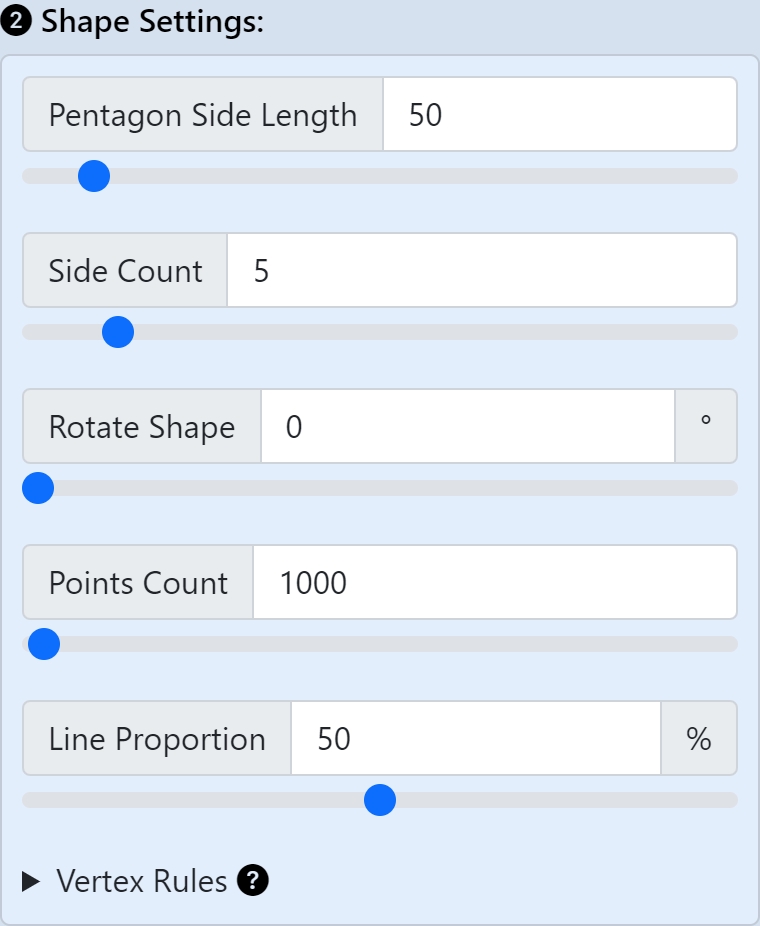 2 Shape Settings:
Pentagon Side Length 50
Side Count 5
Rotate Shape 0 °
Points Count 1000
Line Proportion 50 %
Vertex Rules ?